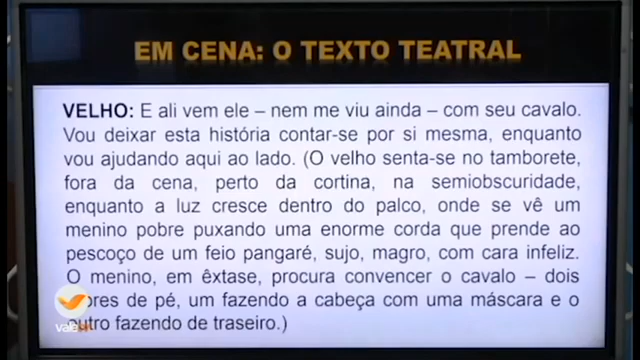 EM CENA: O TEXTO TEATRAL
VELHO: E ali vem ele – nem me viu ainda – com seu cavalo.
Vou deixar esta história contar-se por si mesma, enquanto
vou ajudando aqui ao lado. (O velho senta-se no tamborete,
fora da cena, perto da cortina, na semiobscuridade,
enquanto a luz cresce dentro do palco, onde se vê um
menino pobre puxando uma enorme corda que prende ao
pescoço de um feio pangaré, sujo, magro, com cara infeliz.
O menino, em êxtase, procura convencer o cavalo – dois
de pé, um fazendo a cabeça com uma máscara e o
outro fazendo de traseiro.)